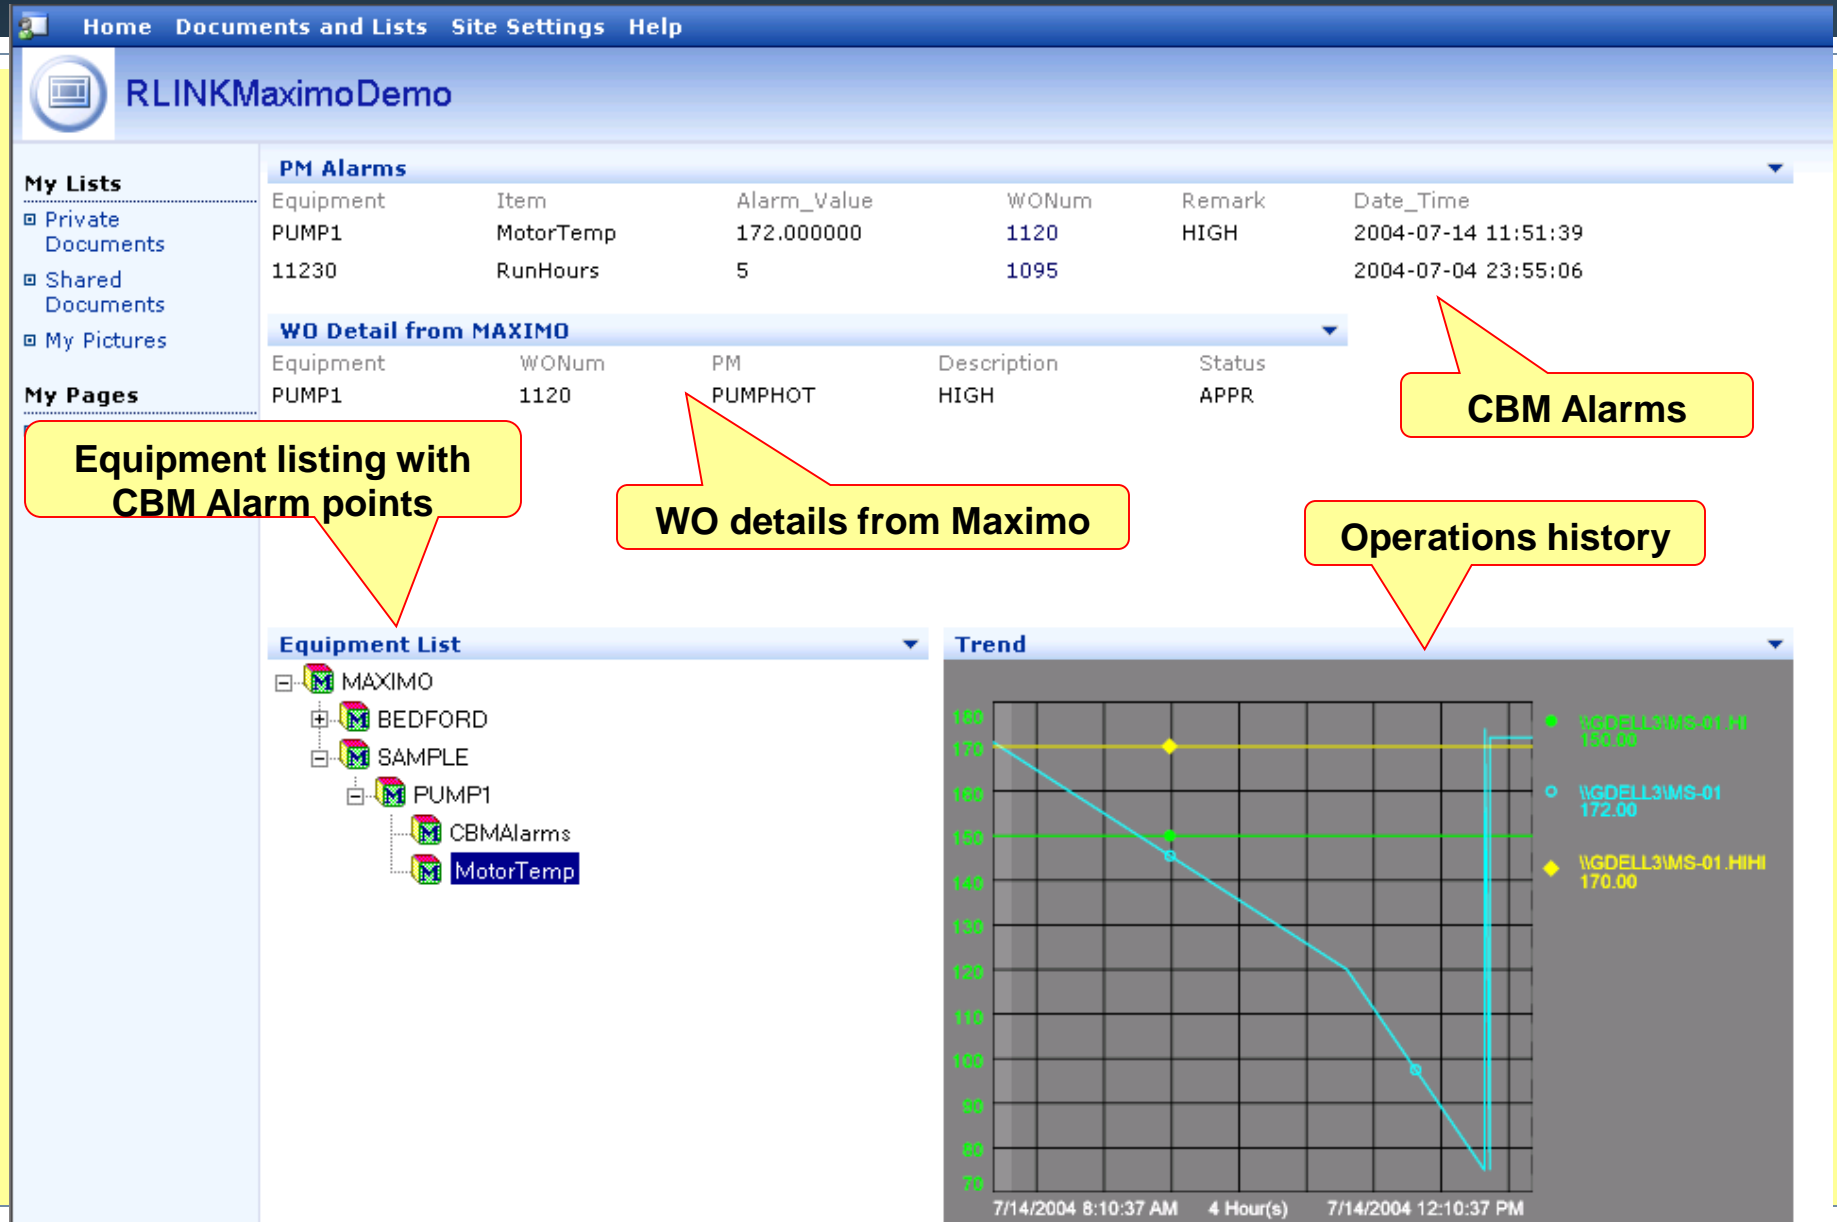 Home Documents and Lists Site Settings Help
RLINKMaximoDemo
My Lists
Private
Documents
Shared
Documents
My Pictures
My Pages
PM Alarms
Equipment Item Alarm_Value WONum Remark Date_Time
PUMP1 MotorTemp 172.000000 1120 HIGH 2004-07-14 11:51:39
11230 RunHours 5 1095 2004-07-04 23:55:06
WO Detail from MAXIMO
Equipment WONum PM Description Status
PUMP1 1120 PUMPHOT HIGH APPR
CBM Alarms
Equipment listing with
CBM Alarm points
WO details from Maximo
Operations history
Equipment List
MAXIMO
BEDFORD
SAMPLE
PUMP1
CBMAlarms
MotorTemp
Trend
180
170
160
150
140
130
120
110
100
90
80
70
\\GDELL3\MS-01.HI
150.00
\\GDELL3\MS-01
172.00
\\GDELL3\MS-01.HIHI
170.00
7/14/2004 8:10:37 AM 4 Hour(s) 7/14/2004 12:10:37 PM